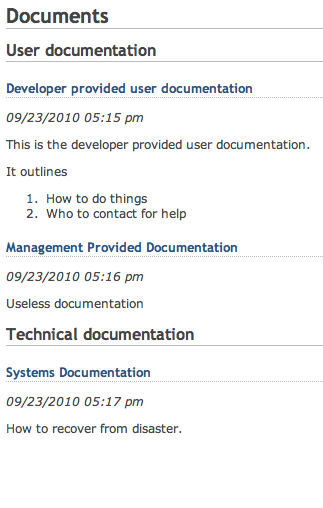 Documents
User documentation
Developer provided user documentation
09/23/2010 05:15 pm
This is the developer provided user documentation.
It outlines
1. How to do things
2. Who to contact for help
Management Provided Documentation
09/23/2010 05:16 pm
Useless documentation
Technical documentation
Systems Documentation
09/23/2010 05:17 pm
How to recover from disaster.